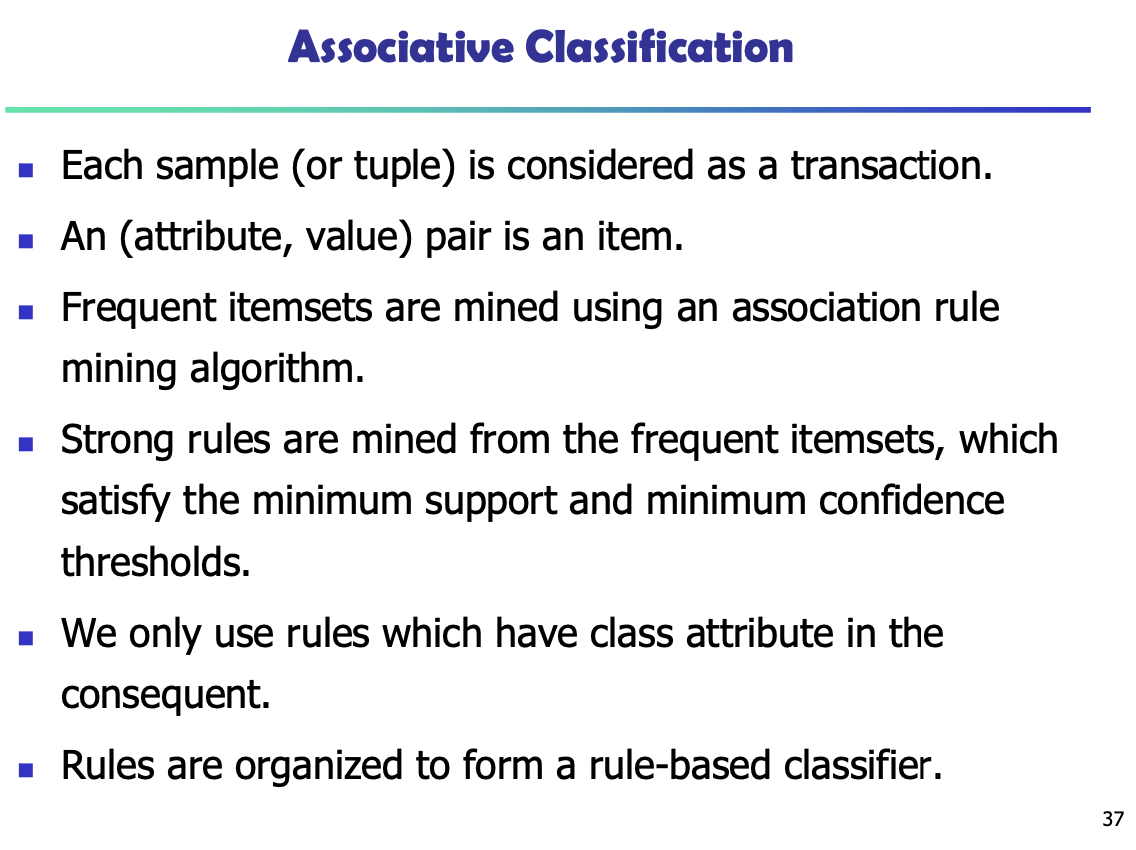 Associative Classification
Each sample (or tuple) is considered as a transaction.
An (attribute, value) pair is an item.
Frequent itemsets are mined using an association rule
mining algorithm.
Strong rules are mined from the frequent itemsets, which
satisfy the minimum support and minimum confidence
thresholds.
We only use rules which have class attribute in the
consequent.
Rules are organized to form a rule-based classifier.
37